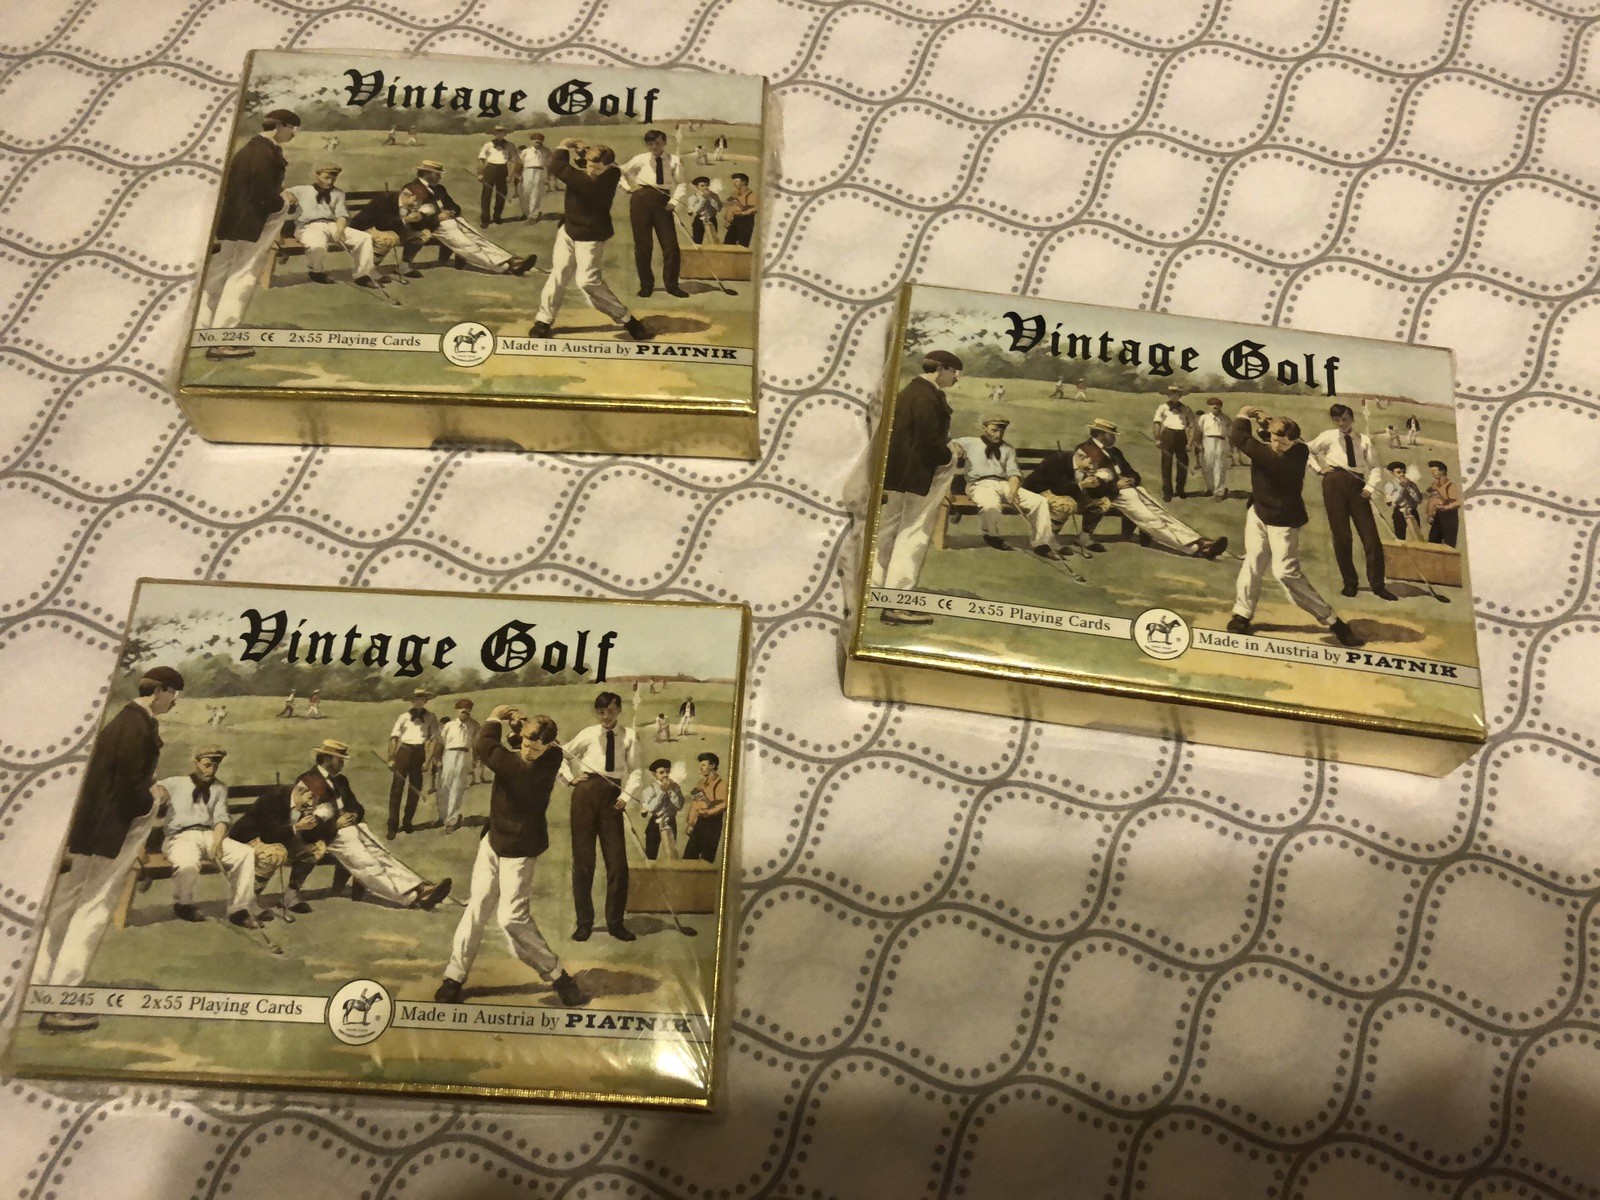 Vintage Golf
No. 2245 CE 2x55 Playing Cards
Made in Austria by PIATNIK
Vintage Golf
No. 2245 CE 2x55 Playing Cards
Made in Austria by PIATNIK
Vintage Golf
No. 2245 CE 2x55 Playing Cards
®
Made in Austria by PIATNIK